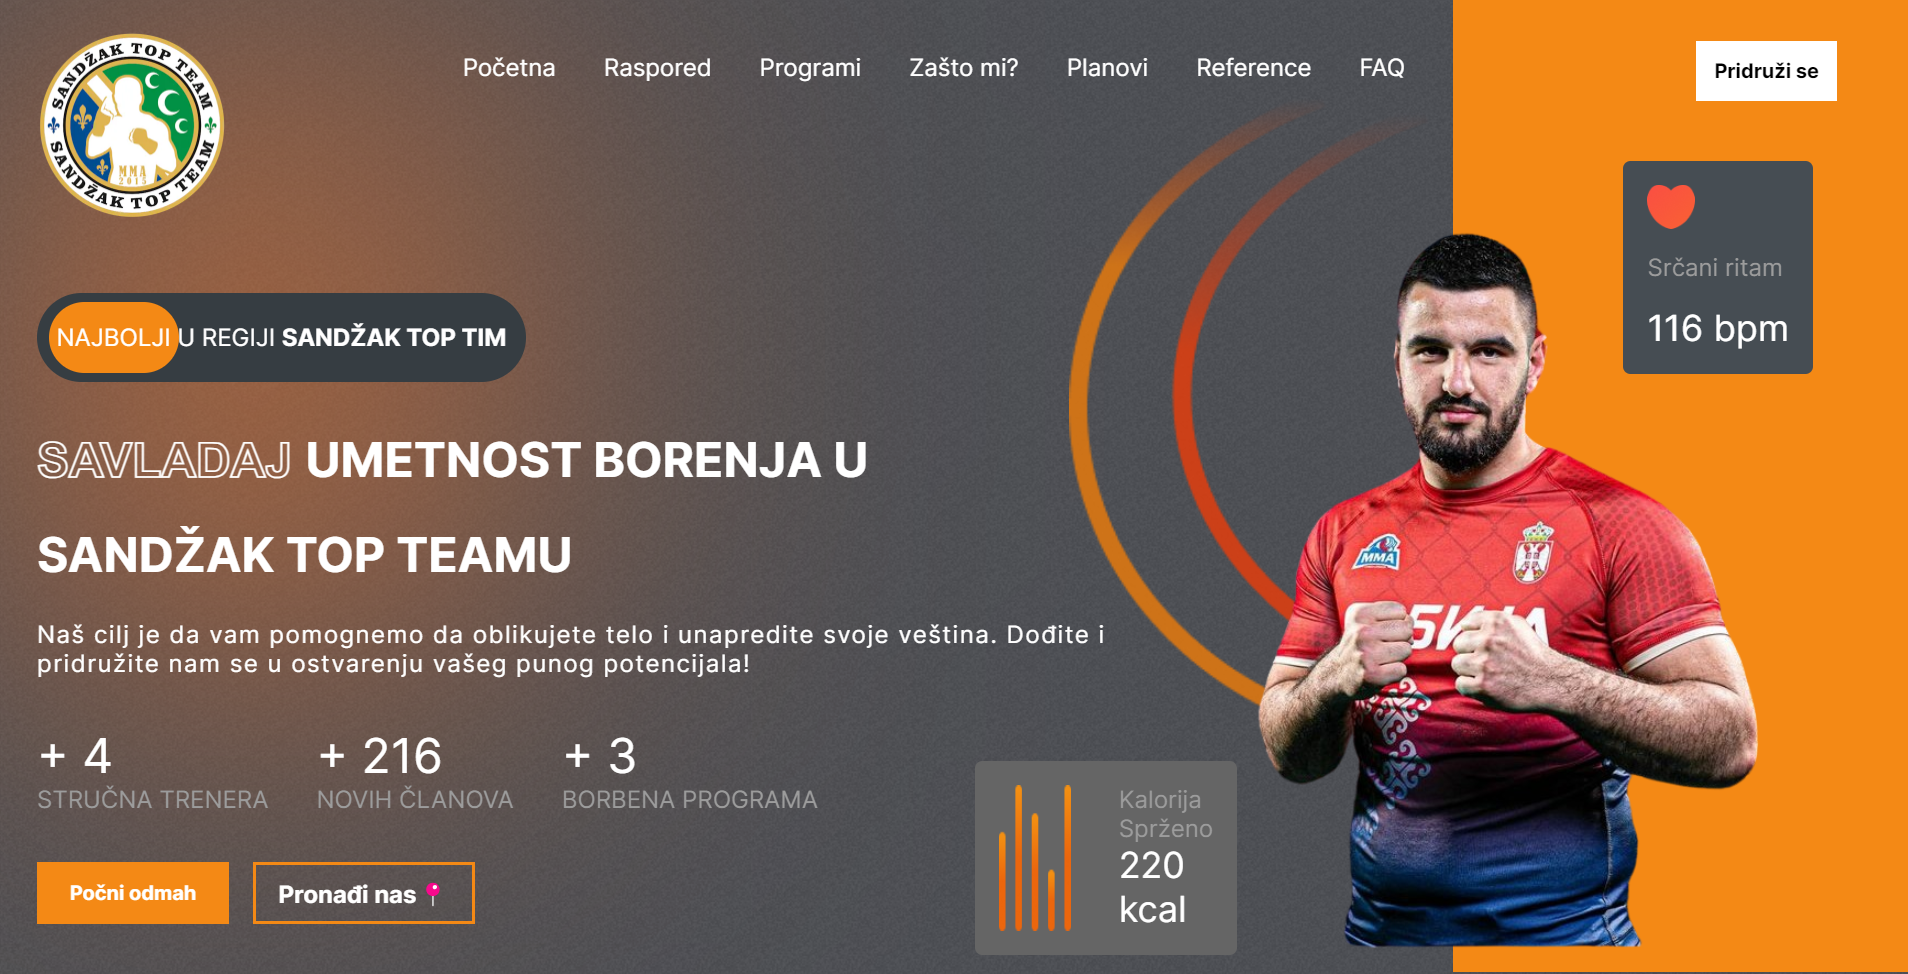 SANDŽAK TOP TEAM
MMA
2013
SANDŽAK TOP TEAM
Početna Raspored Programi Zašto mi? Planovi Reference FAQ
Pridruži se
Srčani ritam
116 bpm
NAJBOLJI U REGIJI SANDŽAK TOP TIM
SAVLADAJ UMETNOST BORENJA U
SANDŽAK TOP TEAMU
Naš cilj je da vam pomognemo da oblikujete telo i unapredite svoje veština. Dođite i
pridružite nam se u ostvarenju vašeg punog potencijala!
+ 4 + 216 + 3
STRUČNA TRENERA NOVIH ČLANOVA BORBENA PROGRAMA
Počni odmah
Pronađi nas
Kalorija
Sprženo
220
kcal
MMA